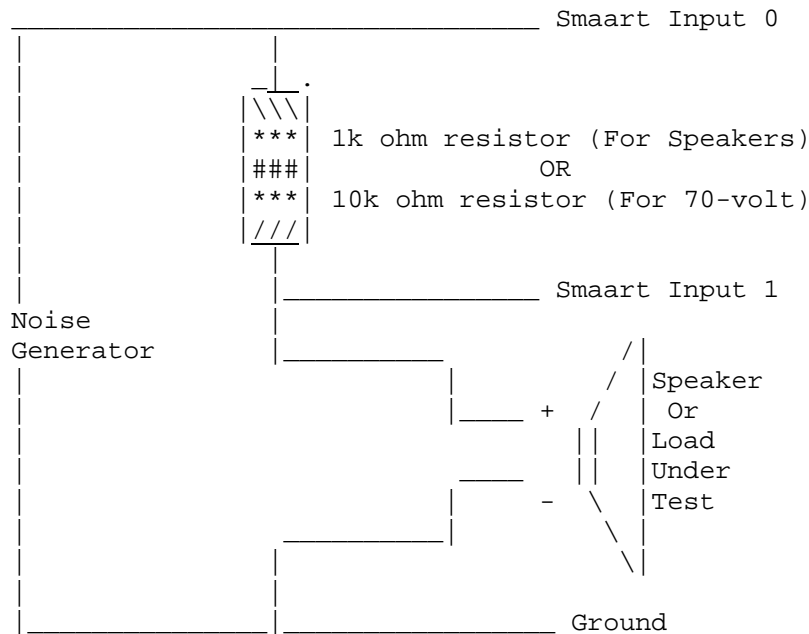 Smaart Input 0
1k ohm resistor (For Speakers)
OR
10k ohm resistor (For 70-volt)
Smaart Input 1
Noise
Generator
Speaker
+ Or
Load
Under
- Test
Ground